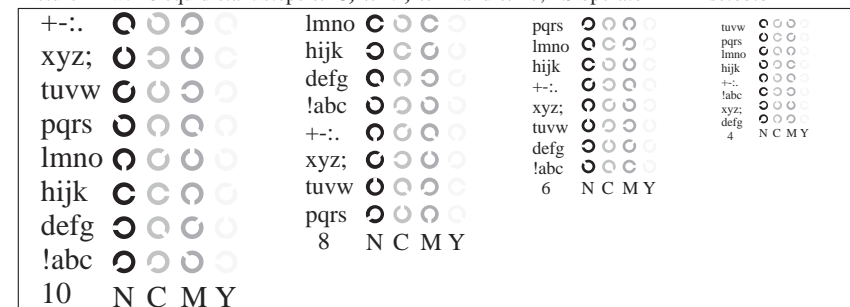 +-:. lmno pqrs tuvw
xyz; hijk lmno pqrs
tuvw defg hijk lmno
pqrs !abc +-:. hijk
lmno +-:. xyz; +-:.
hijk xyz; tuvw !abc
defg tuvw defg xyz;
!abc pqrs !abc defg
10 N C M Y 8 N C M Y 6 N C M Y 4 N C M Y